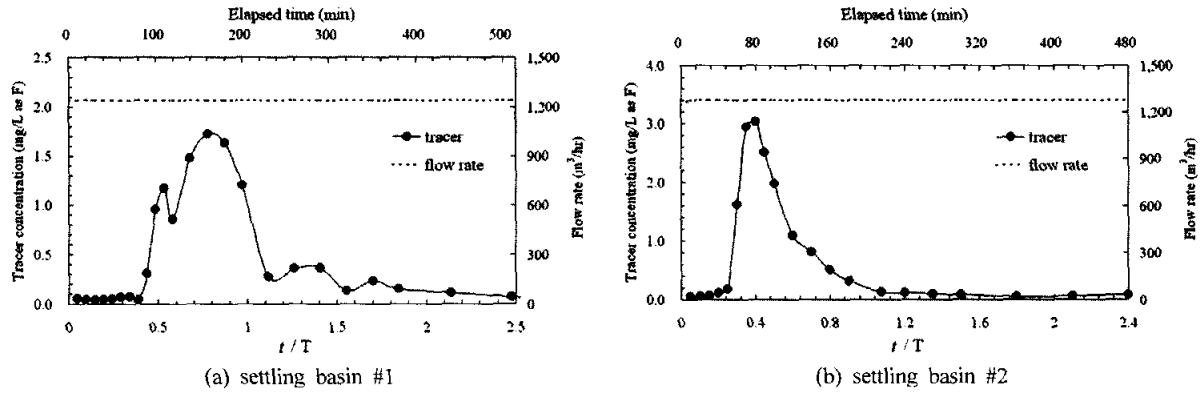 Elapsed time (min)
0 100 200 300 400 500
2.5 1,500
2.0 1,200
1.5 900
1.0 600
0.5 300
0.0 0
0 0.5 1 1.5 2 2.5
Tracer concentration (mg/L as F)
Flow rate (m³/hr)
tracer
flow rate
t / T
(a) settling basin #1
Elapsed time (min)
0 80 160 240 320 400 480
4.0 1,500
3.0 1,200
2.0 900
1.0 600
0.0 300
0
0 0.4 0.8 1.2 1.6 2.0 2.4
Tracer concentration (mg/L as F)
Flow rate (m³/hr)
tracer
flow rate
t / T
(b) settling basin #2